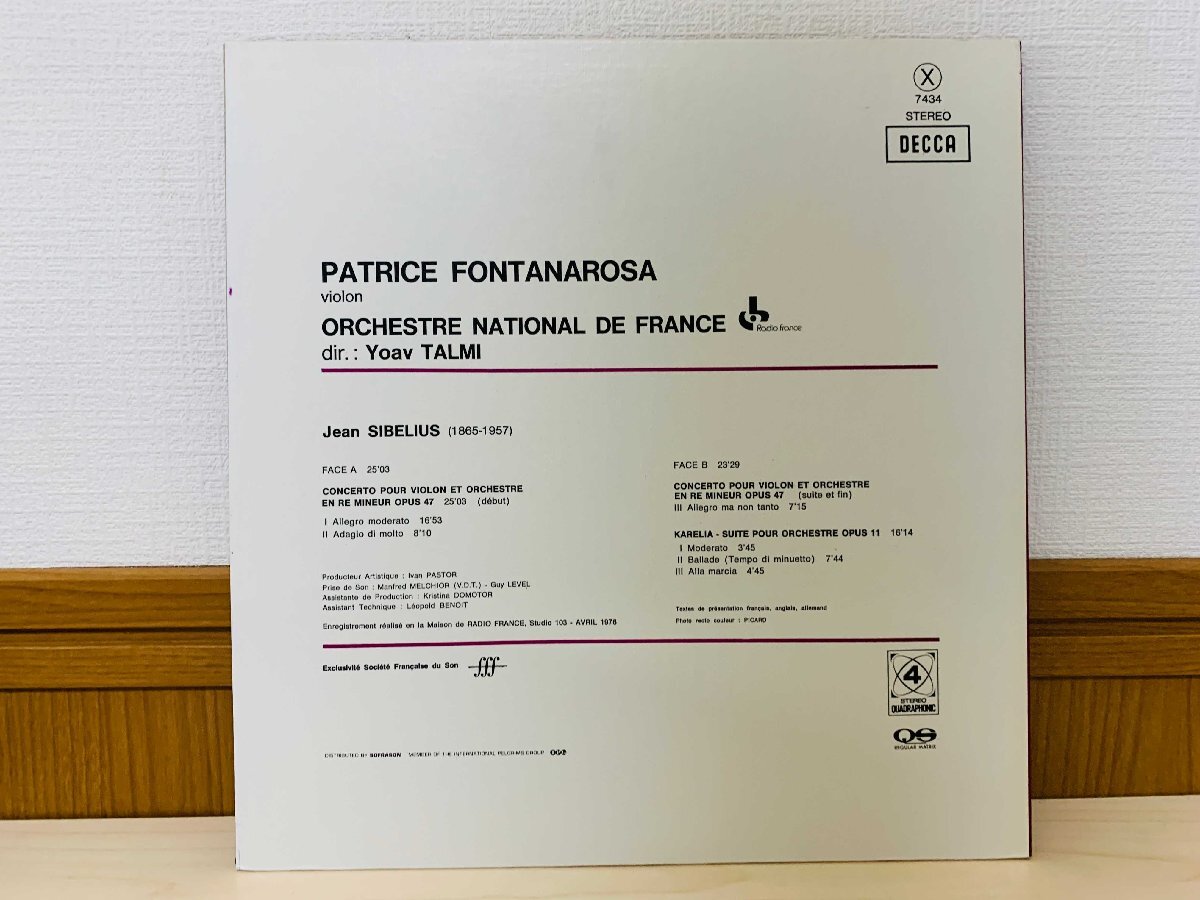 X
7434
STEREO
DECCA
PATRICE FONTANAROSA
violon
ORCHESTRE NATIONAL DE FRANCE
Radio france
dir. : Yoav TALMI
Jean SIBELIUS (1865-1957)
FACE A 25'03
CONCERTO POUR VIOLON ET ORCHESTRE
EN RE MINEUR OPUS 47 25'03 (début)
I Allegro moderato 16'53
II Adagio di molto 8'10
Producteur Artistique : Ivan PASTOR
Prise de Son : Manfred MELCHIOR (V.D.T.) - Guy LEVEL
Assistante de Production : Kristina DOMOTOR
Assistant Technique : Léopold BENOIT
Enregistrement réalisé en la Maison de RADIO FRANCE, Studio 103 - AVRIL 1976
FACE B 23'29
CONCERTO POUR VIOLON ET ORCHESTRE
EN RE MINEUR OPUS 47 (suite et fin)
III Allegro ma non tanto 7'15
KARELIA - SUITE POUR ORCHESTRE OPUS 11 16'14
I Moderato 3'45
II Ballade (Tempo di minuetto) 7'44
III Alla marcia 4'45
Textes de présentation français, anglais, allemand
Photo recto couleur : PICARD
Exclusivité Société Française du Son fff
DISTRIBUTED BY SOFRASON MEMBER OF THE INTERNATIONAL PELGRIMS GROUP
4
STEREO
QUADRAPHONIC
QS
REGULAR MATRIX